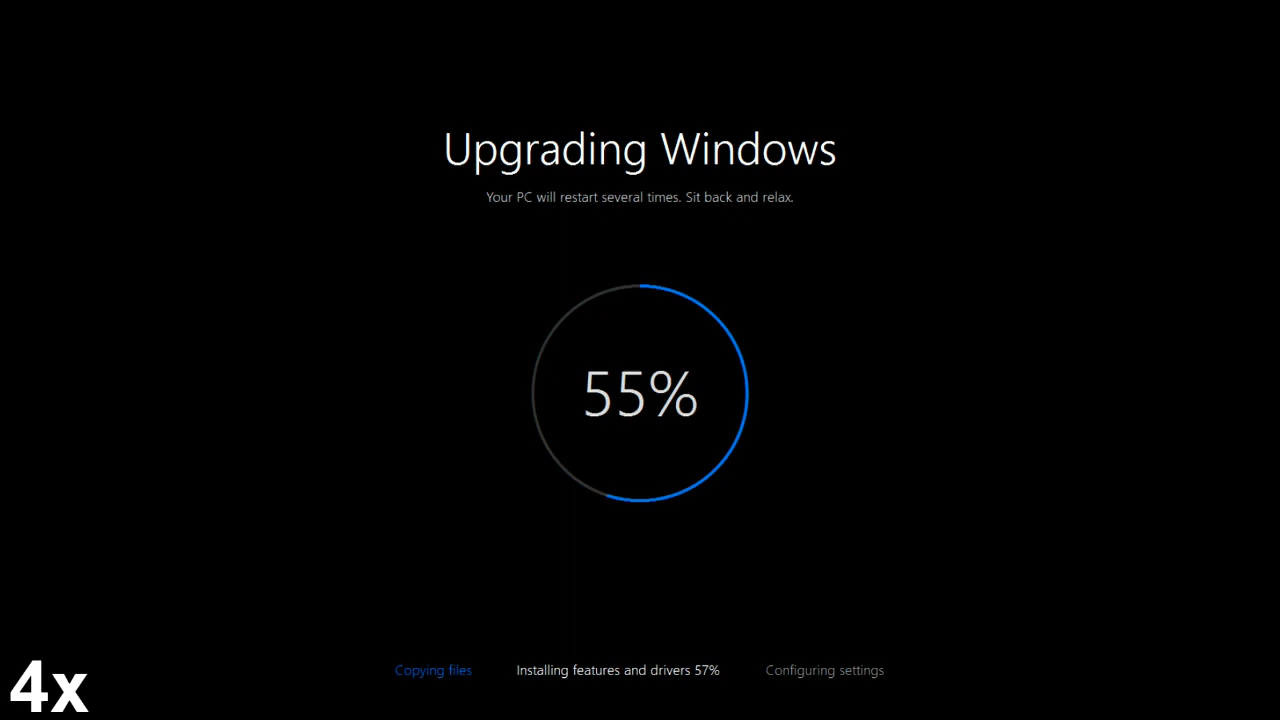 Upgrading Windows
Your PC will restart several times. Sit back and relax.
55%
Copying files Installing features and drivers 57% Configuring settings
4x